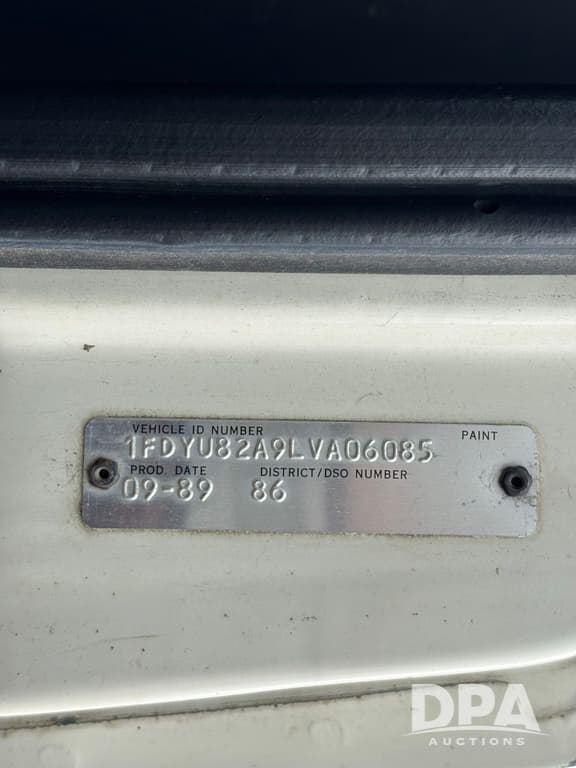 VEHICLE ID NUMBER
PAINT
1FDYU82A9LVA06085
PROD. DATE DISTRICT/DSO NUMBER
09-89 86
DPA
AUCTIONS